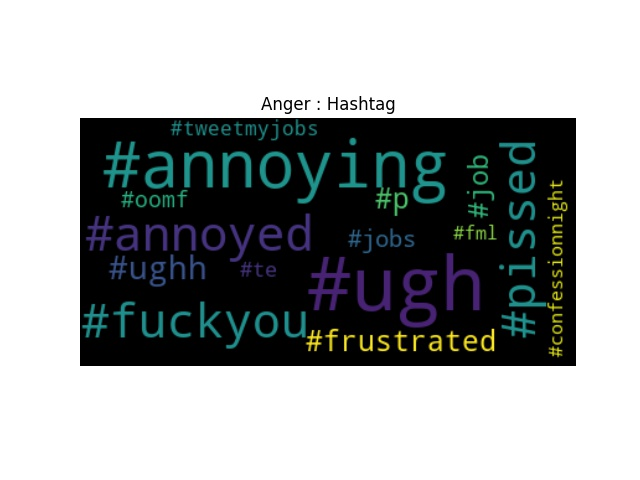 Anger : Hashtag
#tweetmyjobs
#annoying
#oomf
#p
#job
#pissed
#confessionnight
#annoyed
#jobs
#fml
#ughh
#te
#ugh
#fuckyou
#frustrated